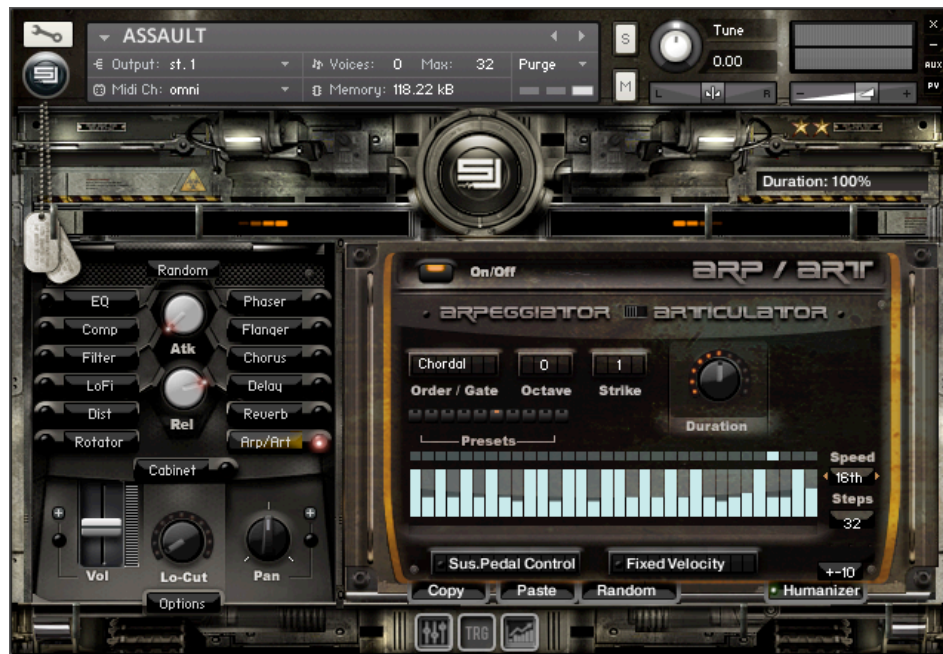 ASSAULT
Output: st.1
Voices: 0 Max: 32 Purge
Midi Ch: omni
Memory: 118.22 kB
S
M
Tune
0.00
L R
- +
×
–
AUX
PV
Duration: 100%
Random
EQ
Comp
Filter
LoFi
Dist
Rotator
Atk
Rel
Phaser
Flanger
Chorus
Delay
Reverb
Arp/Art
Cabinet
Vol
Lo-Cut
Pan
Options
On/Off
ARP / ART
ARPEGGIATOR ARTICULATOR
Chordal 0 1
Order / Gate Octave Strike
Duration
Presets
Speed
16th
Steps
32
Sus.Pedal Control Fixed Velocity
+-10
Copy Paste Random Humanizer
TRG